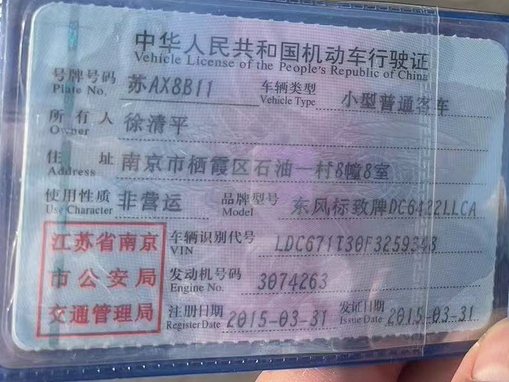 中华人民共和国机动车行驶证
Vehicle License of the People's Republic of China
号牌号码 Plate No. 苏AX8B11 车辆类型 Vehicle Type 小型普通客车
所有人 Owner 徐清平
住址 Address 南京市栖霞区石油一村8幢8室
使用性质 Use Character 非营运 品牌型号 Model 东风标致牌DC6422LLCA
江苏省南京
市公安局
交通管理局
车辆识别代号 VIN LDC671T30F3259343
发动机号码 Engine No. 3074263
注册日期 Register Date 2015-03-31 发证日期 Issue Date 2015-03-31